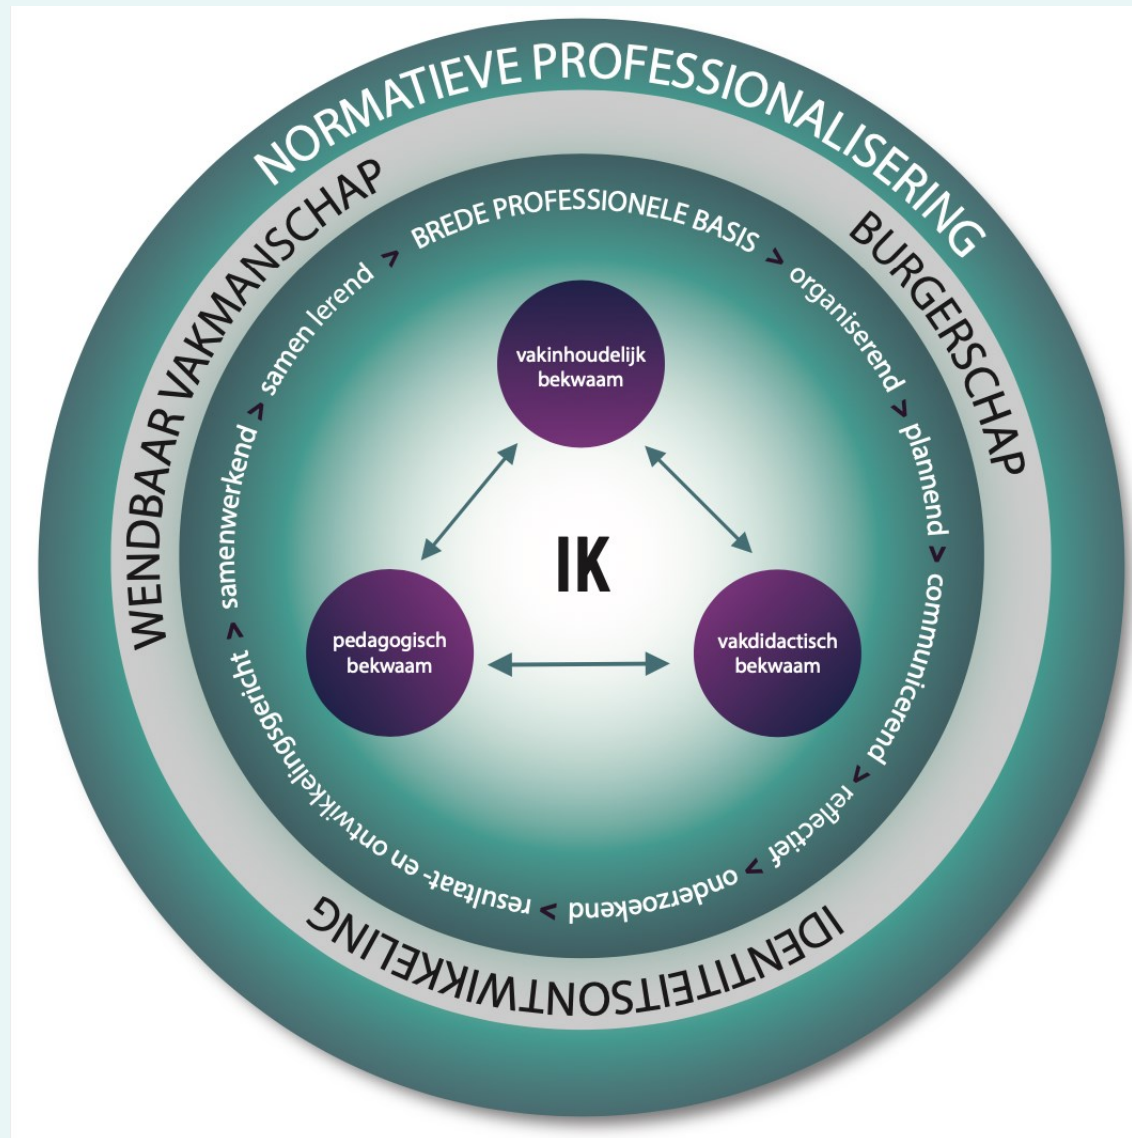 NORMATIEVE PROFESSIONALISERING
WENDBAAR VAKMANSCHAP
BURGERSCHAP
IDENTITEITSONTWIKKELING
BREDE PROFESSIONELE BASIS > organiserend > plannend > communicerend > reflectief > onderzoekend > resultaat- en ontwikkelingsgericht > samenwerkend > samen lerend >
vakinhoudelijk
bekwaam
IK
pedagogisch
bekwaam
vakdidactisch
bekwaam